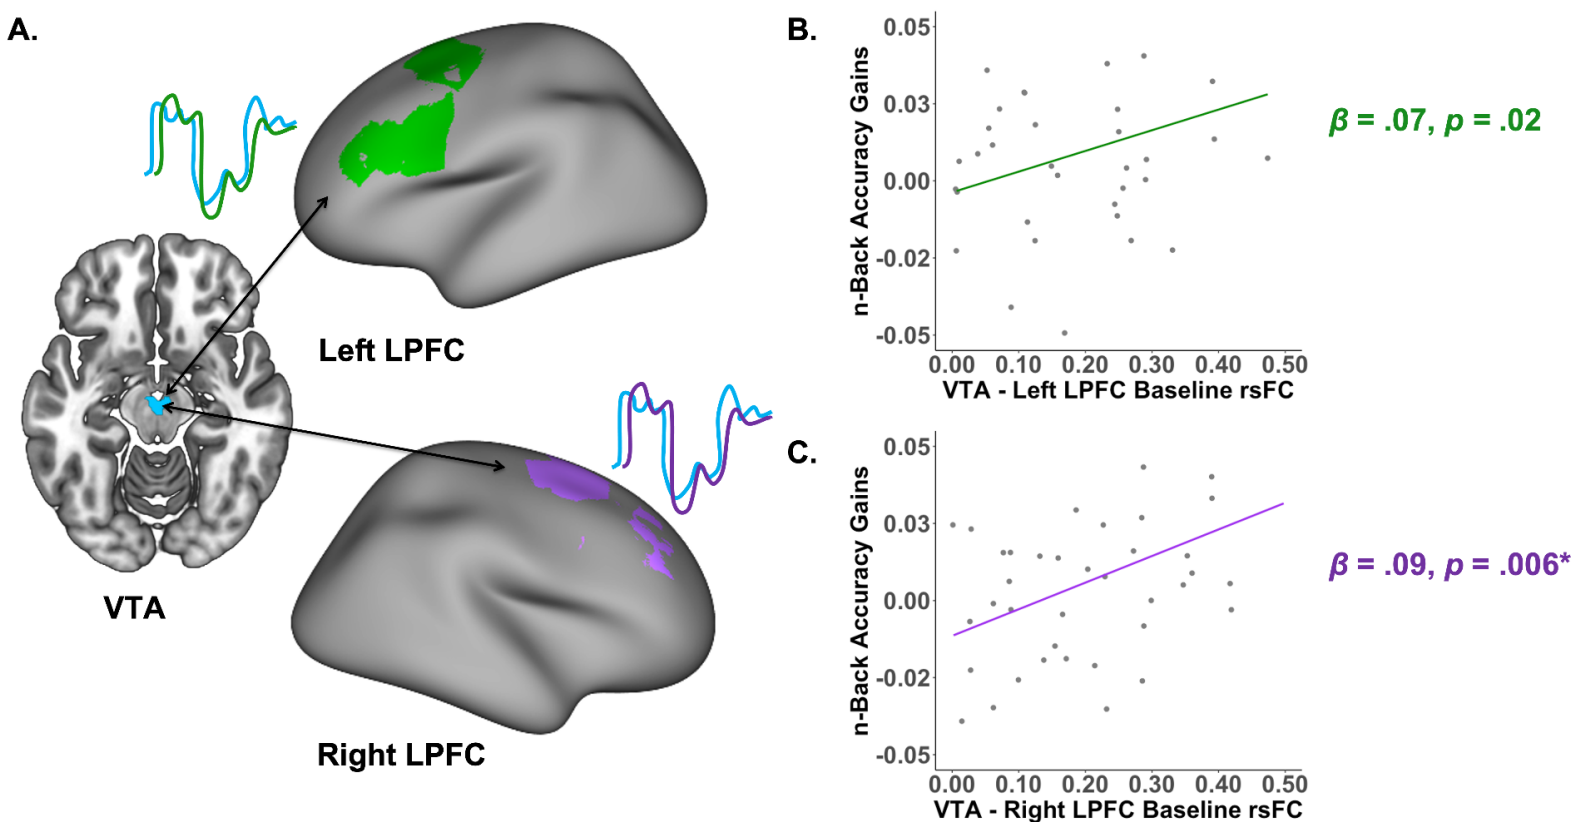 A.
Left LPFC
VTA
Right LPFC
B.
n-Back Accuracy Gains
0.05
0.03
0.00
-0.02
-0.05
0.00 0.10 0.20 0.30 0.40 0.50
VTA - Left LPFC Baseline rsFC
β = .07, p = .02
C.
n-Back Accuracy Gains
0.05
0.03
0.00
-0.02
-0.05
0.00 0.10 0.20 0.30 0.40 0.50
VTA - Right LPFC Baseline rsFC
β = .09, p = .006*